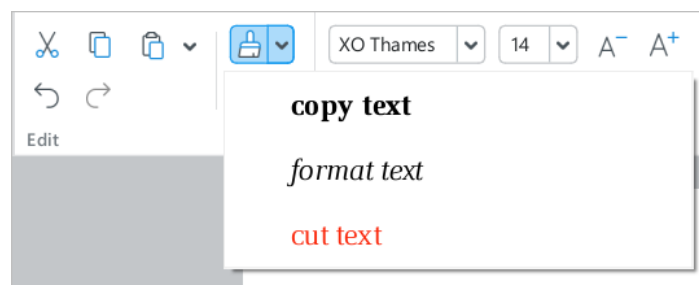 XO Thames 14 A⁻ A⁺
Edit
copy text
format text
cut text